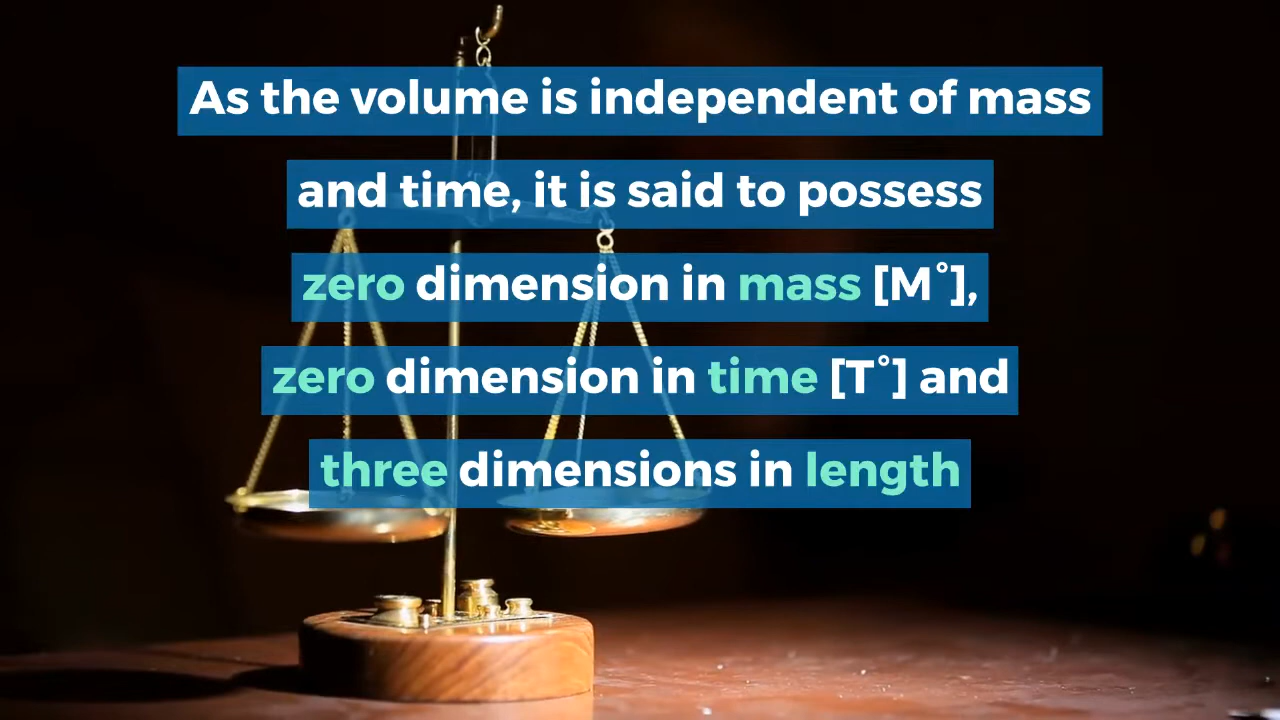 As the volume is independent of mass
and time, it is said to possess
zero dimension in mass [M°],
zero dimension in time [T°] and
three dimensions in length